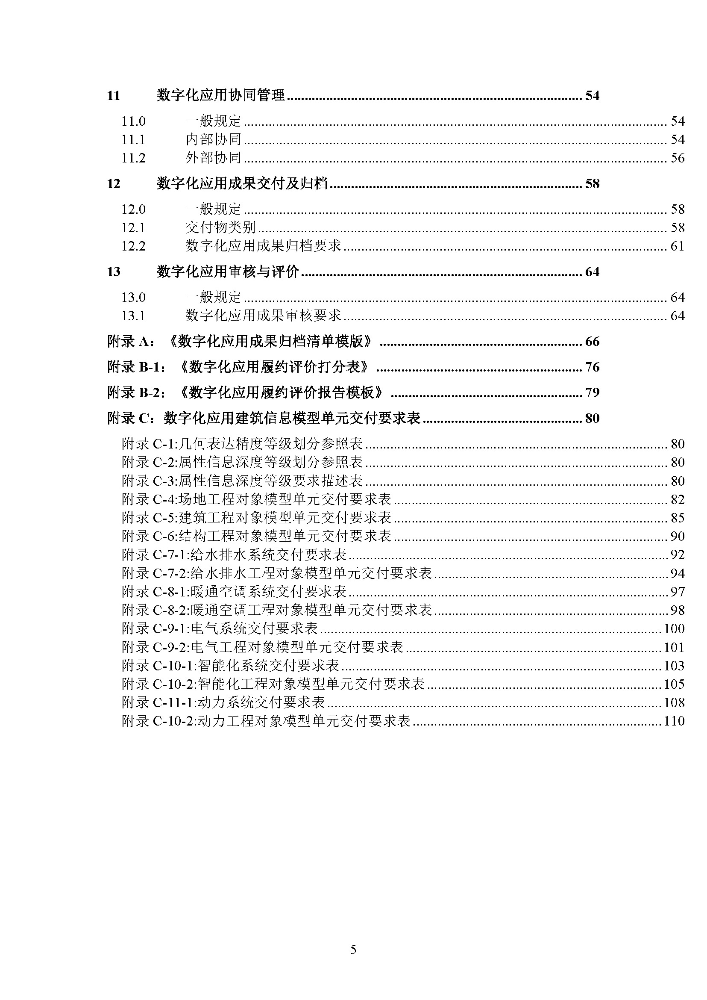 11 数字化应用协同管理 54
11.0 一般规定 54
11.1 内部协同 54
11.2 外部协同 56
12 数字化应用成果交付及归档 58
12.0 一般规定 58
12.1 交付物类别 58
12.2 数字化应用成果归档要求 61
13 数字化应用审核与评价 64
13.0 一般规定 64
13.1 数字化应用成果审核要求 64
附录 A：《数字化应用成果归档清单模版》 66
附录 B-1：《数字化应用履约评价打分表》 76
附录 B-2：《数字化应用履约评价报告模板》 79
附录 C：数字化应用建筑信息模型单元交付要求表 80
附录 C-1:几何表达精度等级划分参照表 80
附录 C-2:属性信息深度等级划分参照表 80
附录 C-3:属性信息深度等级要求描述表 80
附录 C-4:场地工程对象模型单元交付要求表 82
附录 C-5:建筑工程对象模型单元交付要求表 85
附录 C-6:结构工程对象模型单元交付要求表 90
附录 C-7-1:给水排水系统交付要求表 92
附录 C-7-2:给水排水工程对象模型单元交付要求表 94
附录 C-8-1:暖通空调系统交付要求表 97
附录 C-8-2:暖通空调工程对象模型单元交付要求表 98
附录 C-9-1:电气系统交付要求表 100
附录 C-9-2:电气工程对象模型单元交付要求表 101
附录 C-10-1:智能化系统交付要求表 103
附录 C-10-2:智能化工程对象模型单元交付要求表 105
附录 C-11-1:动力系统交付要求表 108
附录 C-10-2:动力工程对象模型单元交付要求表 110
5